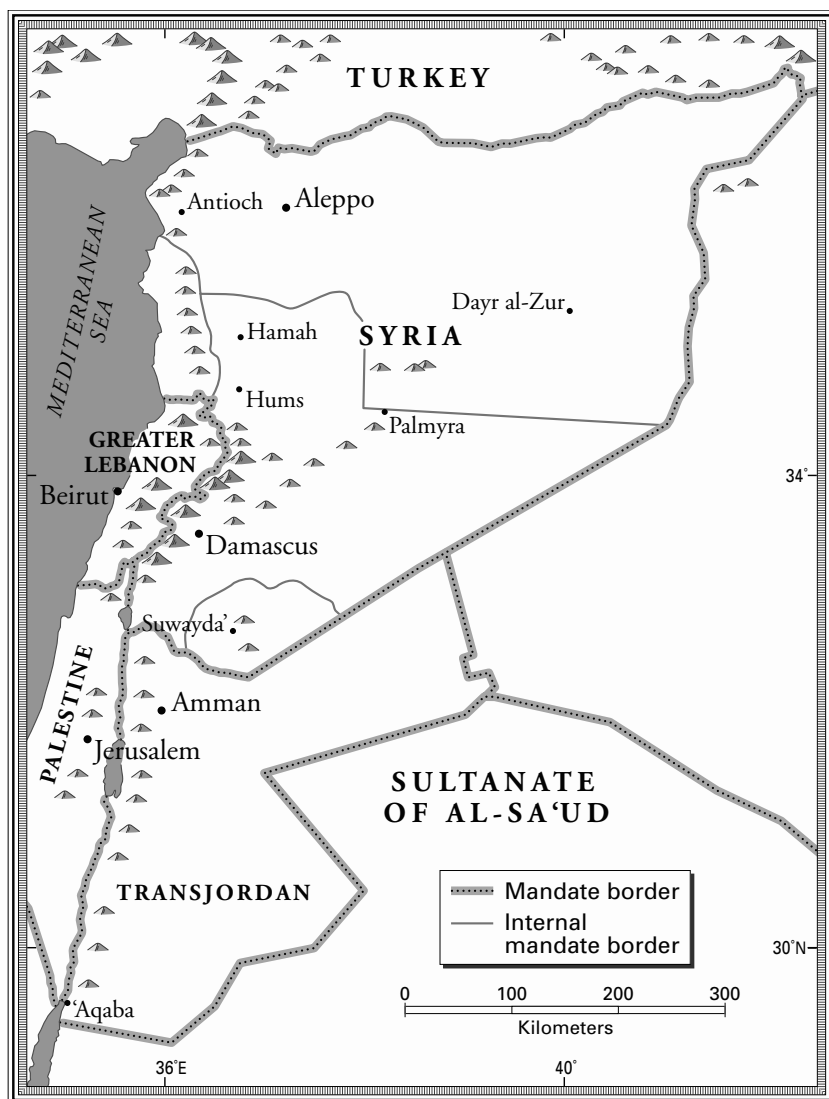 TURKEY
Antioch
Aleppo
MEDITERRANEAN
SEA
Dayr al-Zur
Hamah
SYRIA
Hums
Palmyra
GREATER
LEBANON
Beirut
34°
Damascus
Suwayda’
PALESTINE
Amman
Jerusalem
SULTANATE
OF AL-SA‘UD
TRANSJORDAN
Mandate border
Internal
mandate border
30°N
‘Aqaba
0 100 200 300
Kilometers
36°E 40°